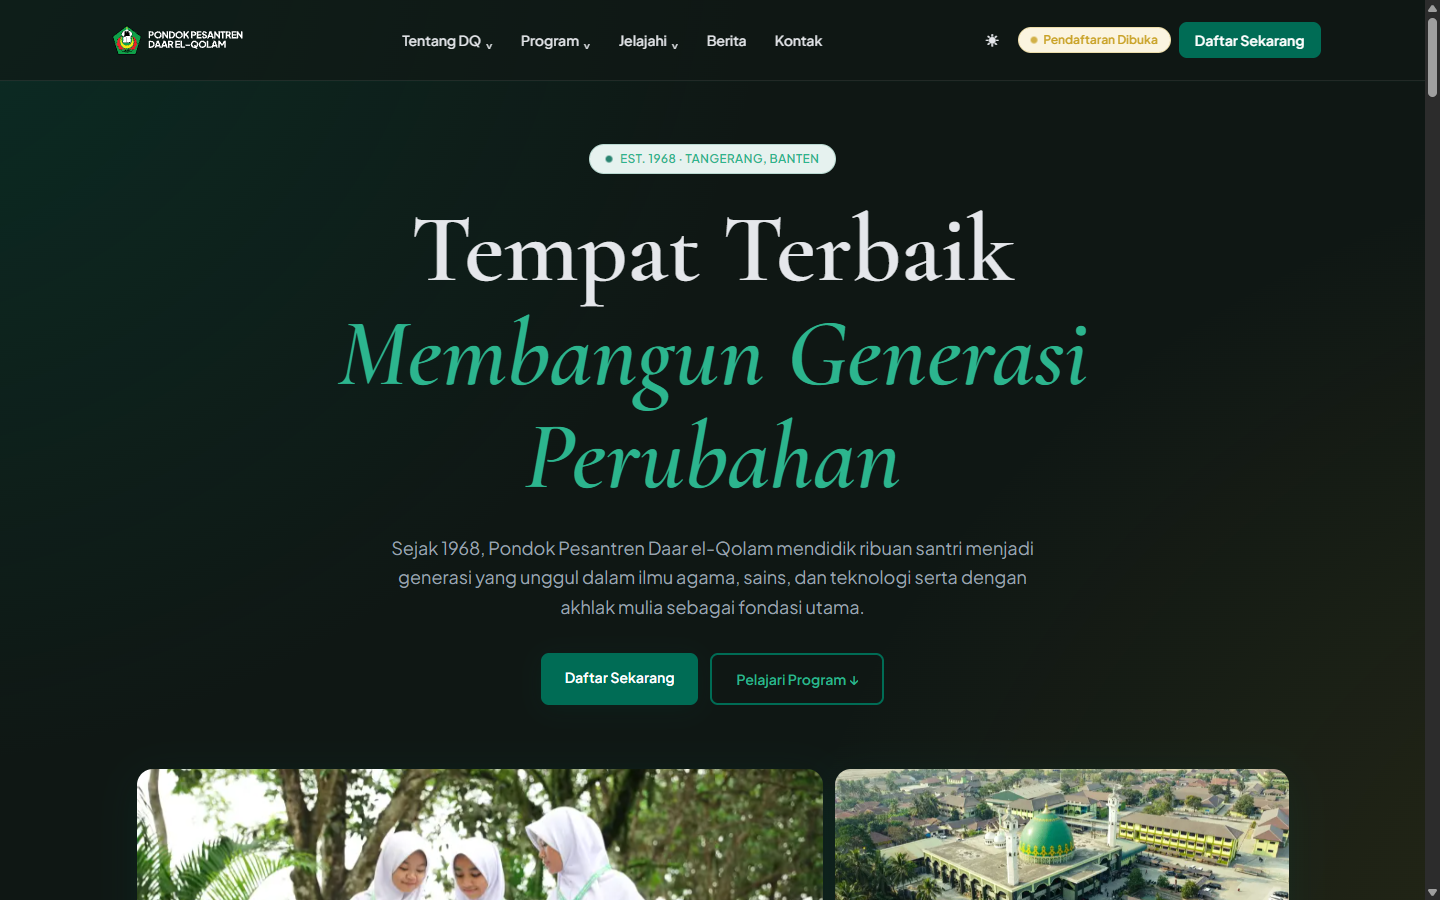 PONDOK PESANTREN
DAAR EL-QOLAM
Tentang DQ
Program
Jelajahi
Berita
Kontak
Pendaftaran Dibuka
Daftar Sekarang
EST. 1968 · TANGERANG, BANTEN
Tempat Terbaik
Membangun Generasi
Perubahan
Sejak 1968, Pondok Pesantren Daar el-Qolam mendidik ribuan santri menjadi
generasi yang unggul dalam ilmu agama, sains, dan teknologi serta dengan
akhlak mulia sebagai fondasi utama.
Daftar Sekarang
Pelajari Program ↓